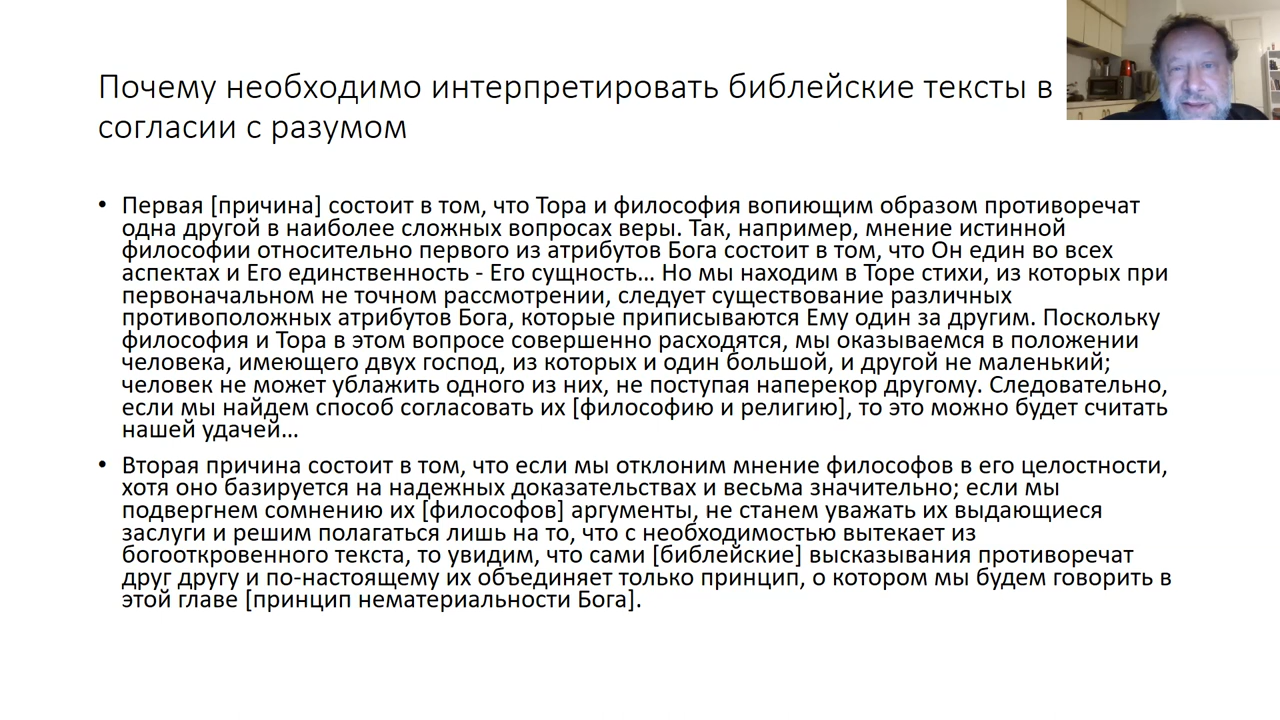 Почему необходимо интерпретировать библейские тексты в
согласии с разумом
• Первая [причина] состоит в том, что Тора и философия вопиющим образом противоречат
одна другой в наиболее сложных вопросах веры. Так, например, мнение истинной
философии относительно первого из атрибутов Бога состоит в том, что Он един во всех
аспектах и Его единственность - Его сущность... Но мы находим в Торе стихи, из которых при
первоначальном не точном рассмотрении, следует существование различных
противоположных атрибутов Бога, которые приписываются Ему один за другим. Поскольку
философия и Тора в этом вопросе совершенно расходятся, мы оказываемся в положении
человека, имеющего двух господ, из которых и один большой, и другой не маленький;
человек не может ублажить одного из них, не поступая наперекор другому. Следовательно,
если мы найдем способ согласовать их [философию и религию], то это можно будет считать
нашей удачей...
• Вторая причина состоит в том, что если мы отклоним мнение философов в его целостности,
хотя оно базируется на надежных доказательствах и весьма значительно; если мы
подвергнем сомнению их [философов] аргументы, не станем уважать их выдающиеся
заслуги и решим полагаться лишь на то, что с необходимостью вытекает из
богооткровенного текста, то увидим, что сами [библейские] высказывания противоречат
друг другу и по-настоящему их объединяет только принцип, о котором мы будем говорить в
этой главе [принцип нематериальности Бога].